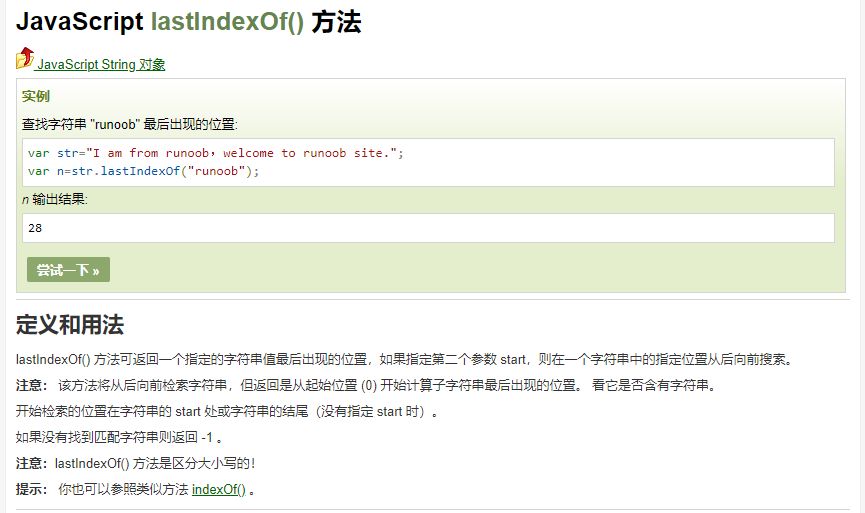 JavaScript lastIndexOf() 方法
JavaScript String 对象
实例
查找字符串 "runoob" 最后出现的位置:
var str="I am from runoob，welcome to runoob site.";
var n=str.lastIndexOf("runoob");
n 输出结果:
28
尝试一下 »
定义和用法
lastIndexOf() 方法可返回一个指定的字符串值最后出现的位置，如果指定第二个参数 start，则在一个字符串中的指定位置从后向前搜索。
注意： 该方法将从后向前检索字符串，但返回是从起始位置 (0) 开始计算子字符串最后出现的位置。 看它是否含有字符串。
开始检索的位置在字符串的 start 处或字符串的结尾（没有指定 start 时）。
如果没有找到匹配字符串则返回 -1 。
注意：lastIndexOf() 方法是区分大小写的！
提示： 你也可以参照类似方法 indexOf() 。